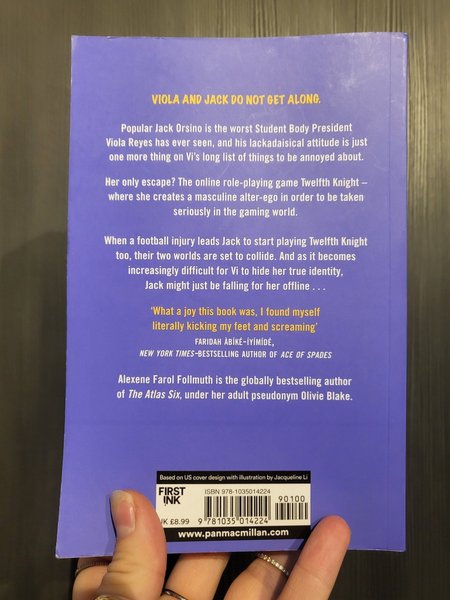 VIOLA AND JACK DO NOT GET ALONG.
Popular Jack Orsino is the worst Student Body President
Viola Reyes has ever seen, and his lackadaisical attitude is just
one more thing on Vi's long list of things to be annoyed about.
Her only escape? The online role-playing game Twelfth Knight –
where she creates a masculine alter-ego in order to be taken
seriously in the gaming world.
When a football injury leads Jack to start playing Twelfth Knight
too, their two worlds are set to collide. And as it becomes
increasingly difficult for Vi to hide her true identity,
Jack might just be falling for her offline . . .
'What a joy this book was, I found myself
literally kicking my feet and screaming'
FARIDAH ÀBÍKÉ-ÍYÍMÍDÉ,
NEW YORK TIMES-BESTSELLING AUTHOR OF ACE OF SPADES
Alexene Farol Follmuth is the globally bestselling author
of The Atlas Six, under her adult pseudonym Olivie Blake.
Based on US cover design with illustration by Jacqueline Li
FIRST INK
ISBN 978-1035014224
90100
UK £8.99
9 781035 014224
www.panmacmillan.com